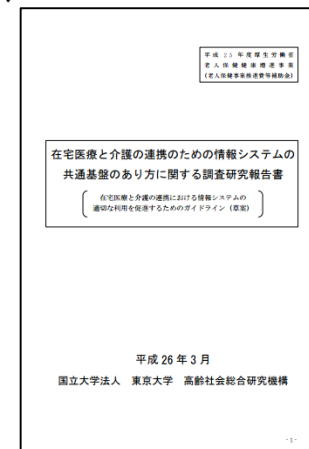 平成25年度厚生労働省
老人保健健康増進事業
(老人保健事業推進費等補助金)
在宅医療と介護の連携のための情報システムの
共通基盤のあり方に関する調査研究報告書
在宅医療と介護の連携における情報システムの
適切な利用を促進するためのガイドライン（草案）
平成 26 年 3 月
国立大学法人 東京大学 高齢社会総合研究機構
-1-